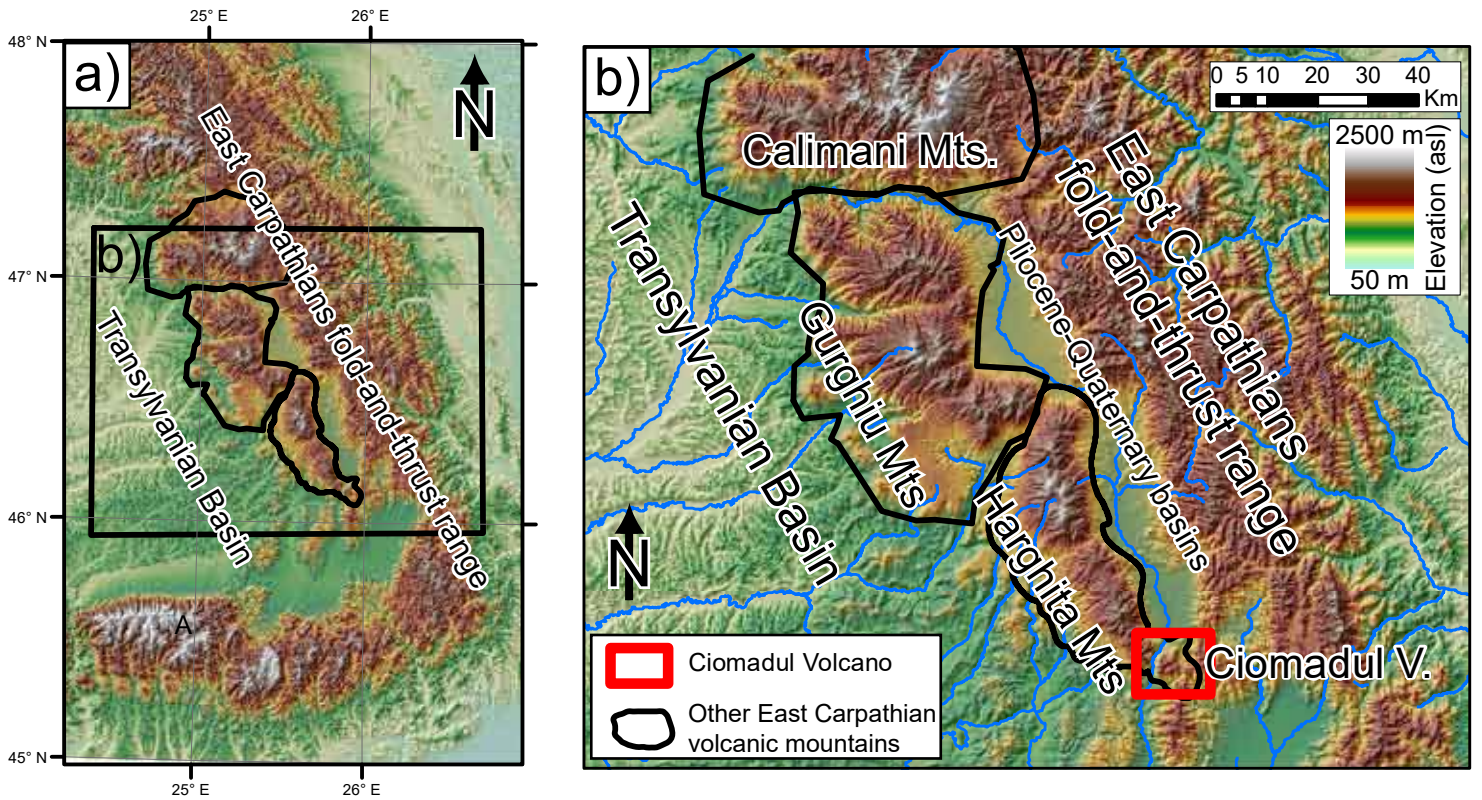 25° E
26° E
48° N
a)
N
East Carpathians fold-and-thrust range
b)
47° N
Transylvanian Basin
46° N
A
45° N
25° E
26° E
b)
0 5 10 20 30 40
Km
2500 m
Elevation (asl)
50 m
Calimani Mts.
East Carpathians
fold-and-thrust range
Pliocene-Quaternary basins
Transylvanian Basin
Gurghiu Mts
Harghita Mts
N
Ciomadul V.
Ciomadul Volcano
Other East Carpathian
volcanic mountains